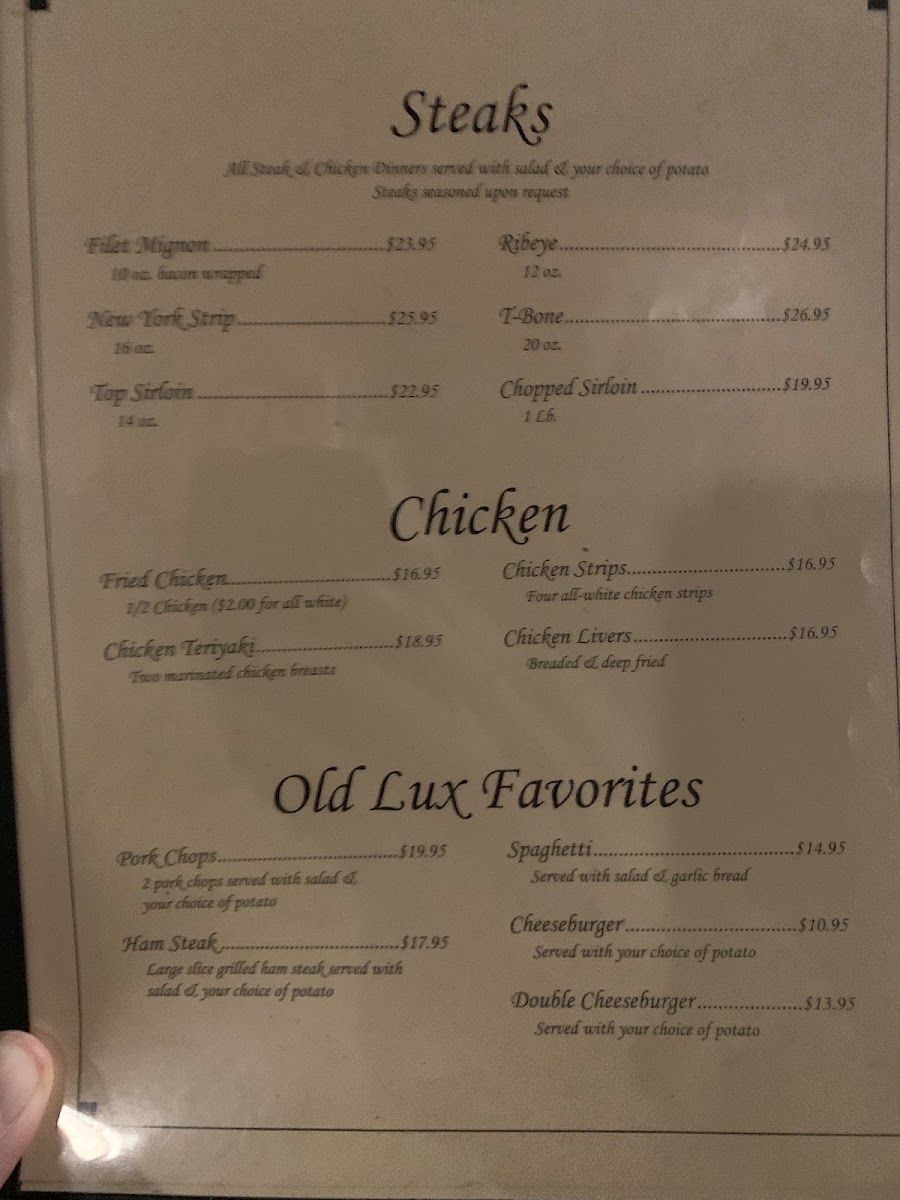 Steaks
All Steak & Chicken Dinners served with salad & your choice of potato
Steaks seasoned upon request
Filet Mignon.................................$23.95
10 oz. bacon wrapped
New York Strip.............................$25.95
16 oz.
Top Sirloin.....................................$22.95
14 oz.
Ribeye...........................................$24.95
12 oz.
T-Bone..........................................$26.95
20 oz.
Chopped Sirloin...........................$19.95
1 Lb.
Chicken
Fried Chicken................................$16.95
1/2 Chicken ($2.00 for all white)
Chicken Teriyaki...........................$18.95
Two marinated chicken breasts
Chicken Strips...............................$16.95
Four all-white chicken strips
Chicken Livers..............................$16.95
Breaded & deep fried
Old Lux Favorites
Pork Chops...................................$19.95
2 pork chops served with salad &
your choice of potato
Ham Steak...................................$17.95
Large slice grilled ham steak served with
salad & your choice of potato
Spaghetti.......................................$14.95
Served with salad & garlic bread
Cheeseburger.................................$10.95
Served with your choice of potato
Double Cheeseburger.....................$13.95
Served with your choice of potato